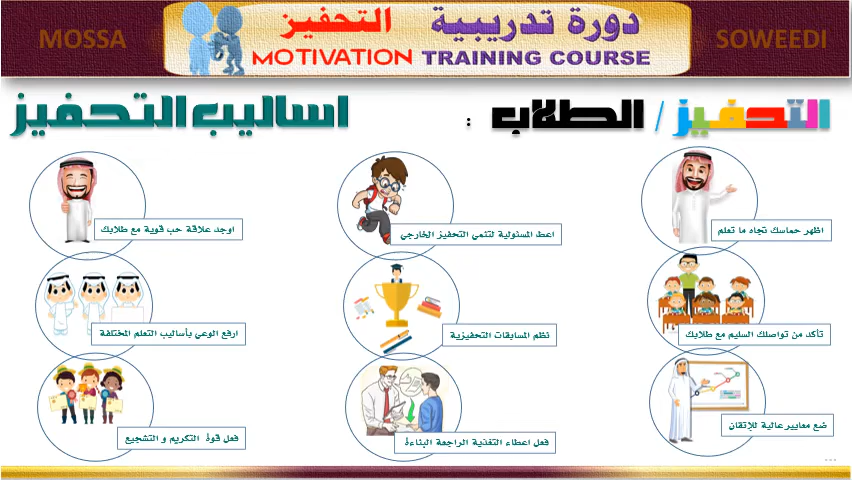 MOSSA
دورة تدريبية التحفيز
MOTIVATION TRAINING COURSE
SOWEEDI
التحفيز / الطلاب :
اساليب التحفيز
اظهر حماسك تجاه ما تعلم
اعط المسئولية لتنمي التحفيز الخارجي
اوجد علاقة حب قوية مع طلابك
تأكد من تواصلك السليم مع طلابك
نظم المسابقات التحفيزية
ارفع الوعي بأساليب التعلم المختلفة
ضع معايير عالية للإتقان
فعل اعطاء التغذية الراجعة البناءة
فعل قوة التكريم و التشجيع